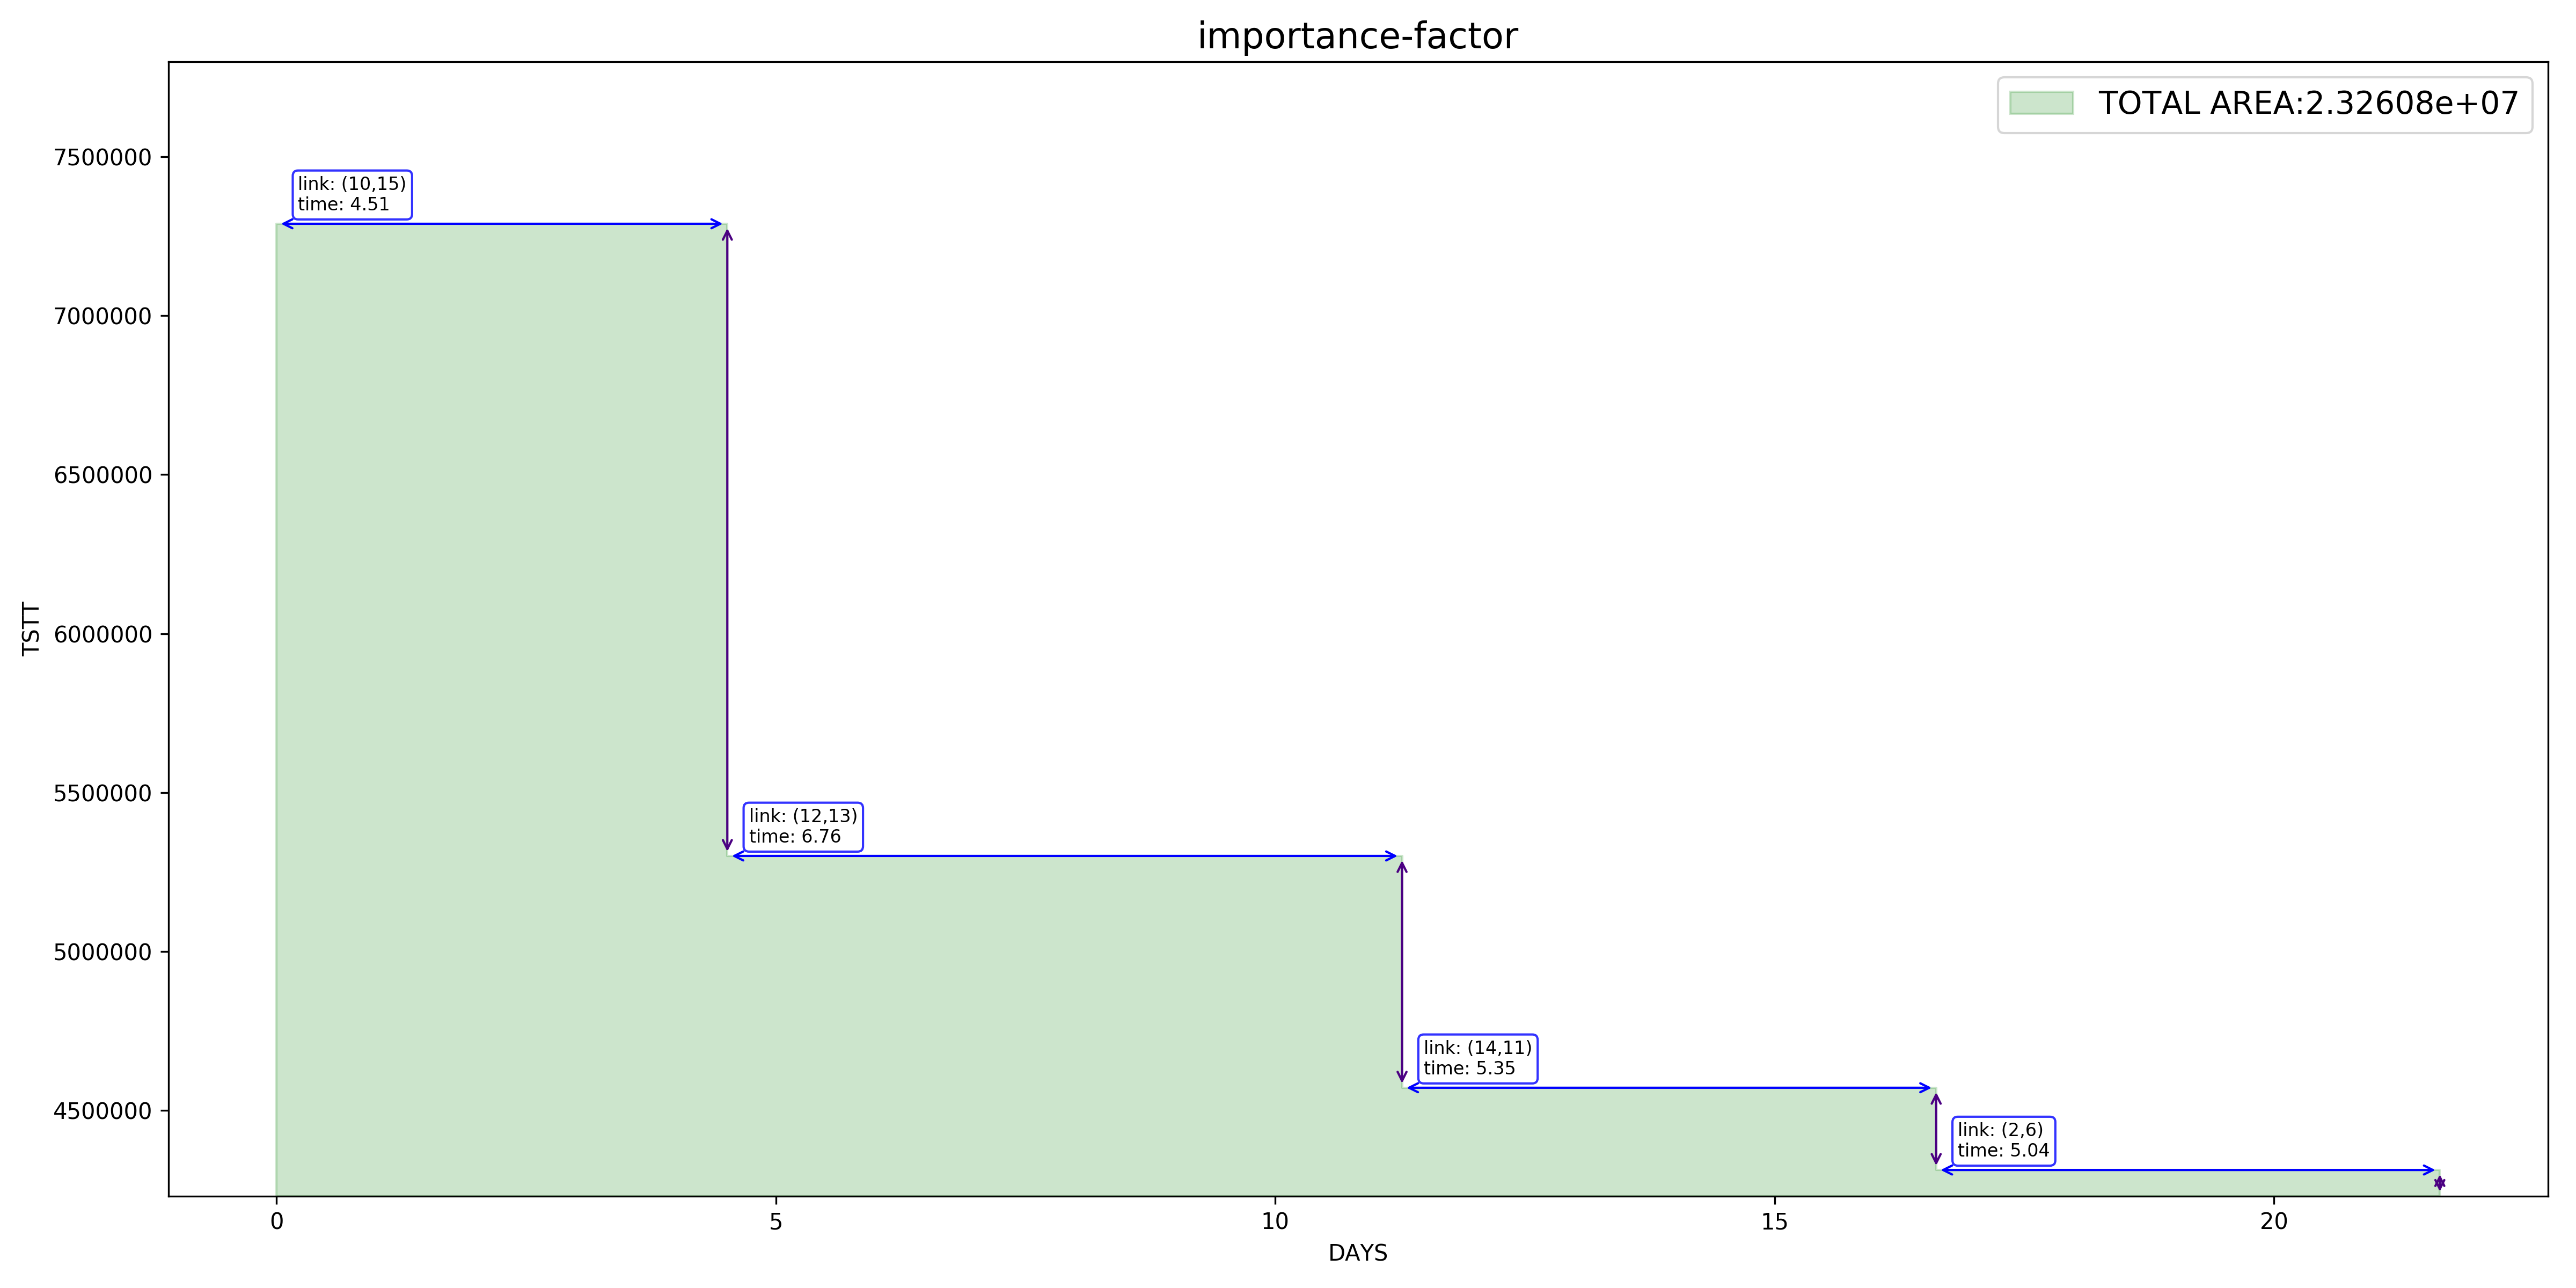 importance-factor
TOTAL AREA:2.32608e+07
7500000
link: (10,15)
time: 4.51
7000000
6500000
TSTT
6000000
5500000
link: (12,13)
time: 6.76
5000000
link: (14,11)
time: 5.35
4500000
link: (2,6)
time: 5.04
0 5 10 15 20
DAYS